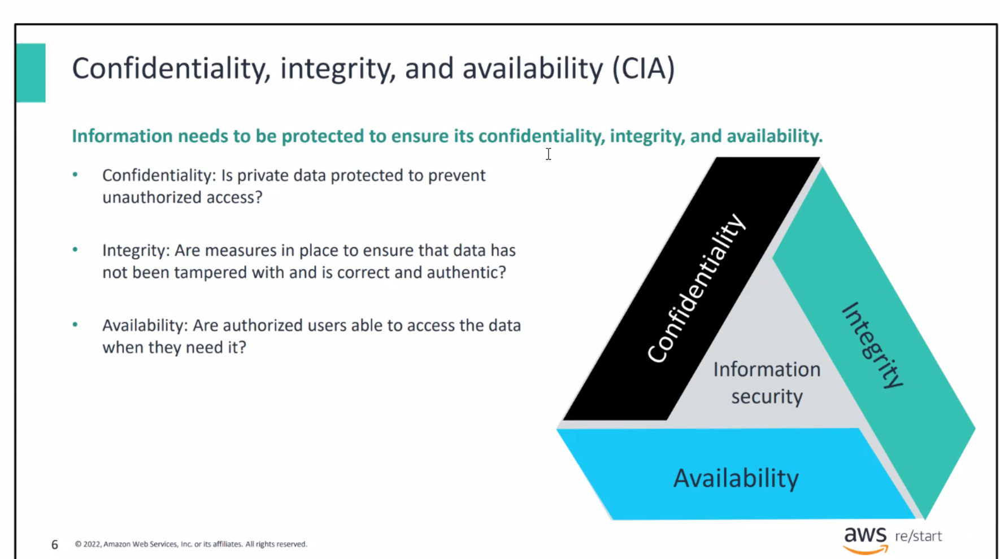 Confidentiality, integrity, and availability (CIA)
Information needs to be protected to ensure its confidentiality, integrity, and availability.
• Confidentiality: Is private data protected to prevent
unauthorized access?
• Integrity: Are measures in place to ensure that data has
not been tampered with and is correct and authentic?
• Availability: Are authorized users able to access the data
when they need it?
Confidentiality
Integrity
Information
security
Availability
6 © 2022, Amazon Web Services, Inc. or its affiliates. All rights reserved.
aws re/start